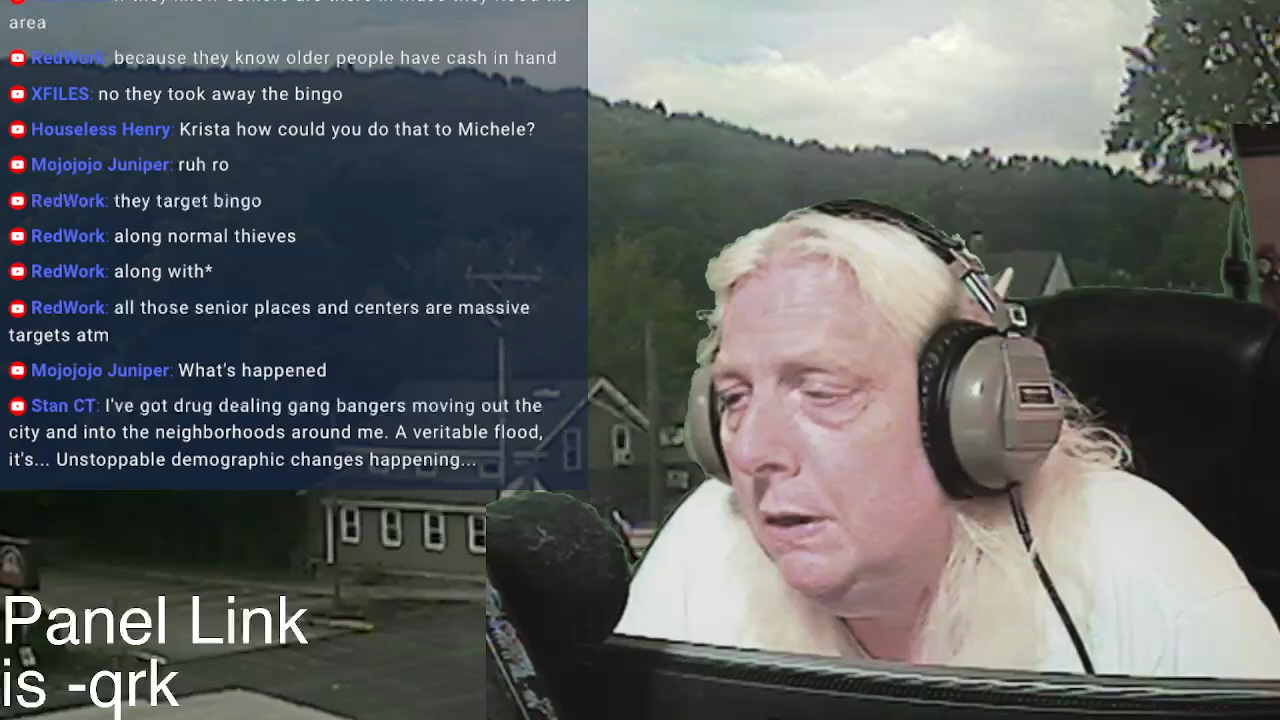 area
RedWork: because they know older people have cash in hand
XFILES: no they took away the bingo
Houseless Henry: Krista how could you do that to Michele?
Mojojojo Juniper: ruh ro
RedWork: they target bingo
RedWork: along normal thieves
RedWork: along with*
RedWork: all those senior places and centers are massive
targets atm
Mojojojo Juniper: What's happened
Stan CT: I've got drug dealing gang bangers moving out the
city and into the neighborhoods around me. A veritable flood,
it's... Unstoppable demographic changes happening...
Panel Link
is -qrk